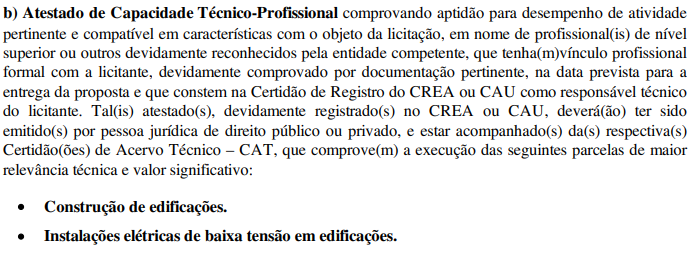 b) Atestado de Capacidade Técnico-Profissional comprovando aptidão para desempenho de atividade
pertinente e compatível em características com o objeto da licitação, em nome de profissional(is) de nível
superior ou outros devidamente reconhecidos pela entidade competente, que tenha(m)vínculo profissional
formal com a licitante, devidamente comprovado por documentação pertinente, na data prevista para a
entrega da proposta e que constem na Certidão de Registro do CREA ou CAU como responsável técnico
do licitante. Tal(is) atestado(s), devidamente registrado(s) no CREA ou CAU, deverá(ão) ter sido
emitido(s) por pessoa jurídica de direito público ou privado, e estar acompanhado(s) da(s) respectiva(s)
Certidão(ões) de Acervo Técnico – CAT, que comprove(m) a execução das seguintes parcelas de maior
relevância técnica e valor significativo:
• Construção de edificações.
• Instalações elétricas de baixa tensão em edificações.